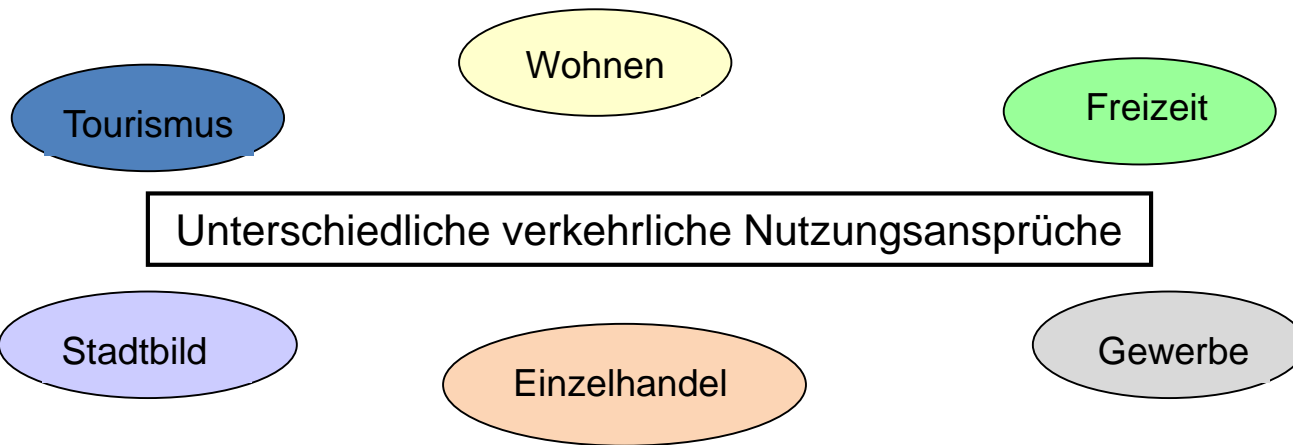 Wohnen
Tourismus
Freizeit
Unterschiedliche verkehrliche Nutzungsansprüche
Stadtbild
Einzelhandel
Gewerbe